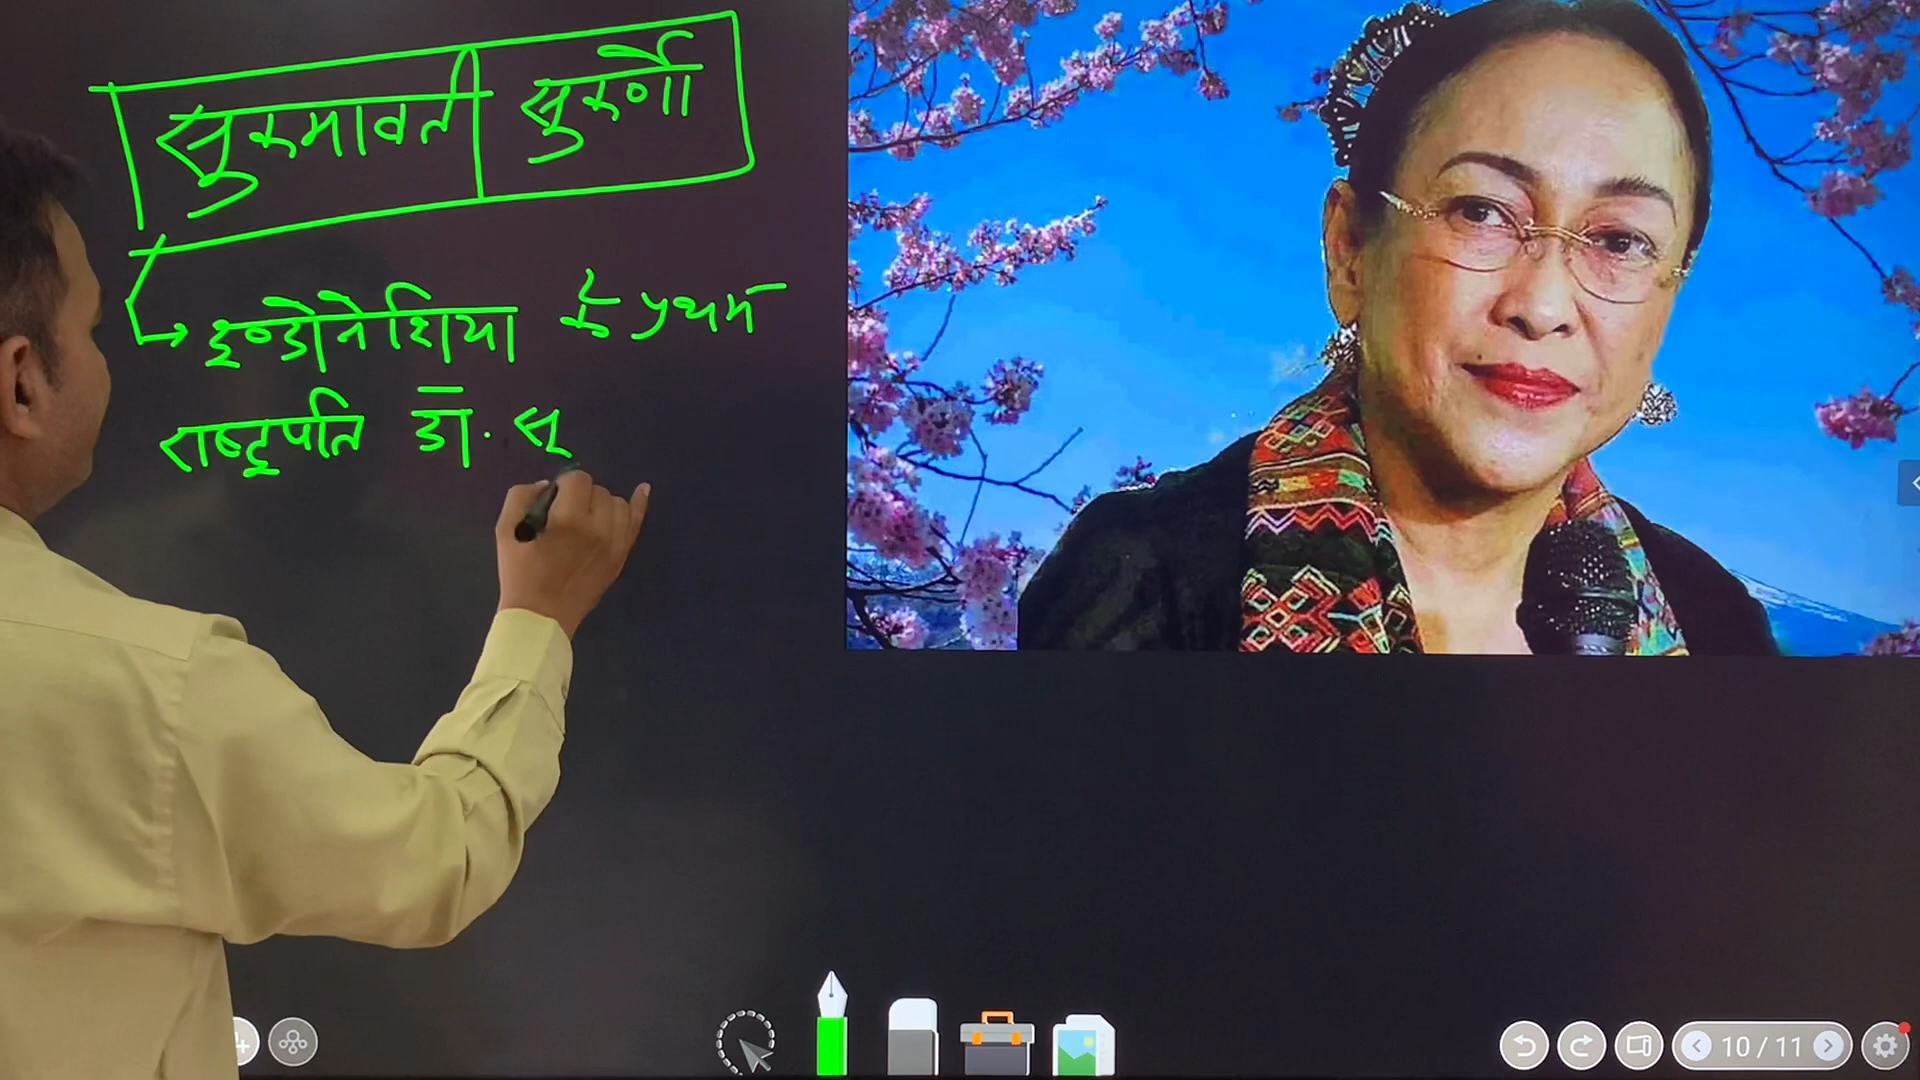 सुकमावती सुकर्णो
इण्डोनेशिया के प्रथम
राष्ट्रपति डा. स
10 / 11